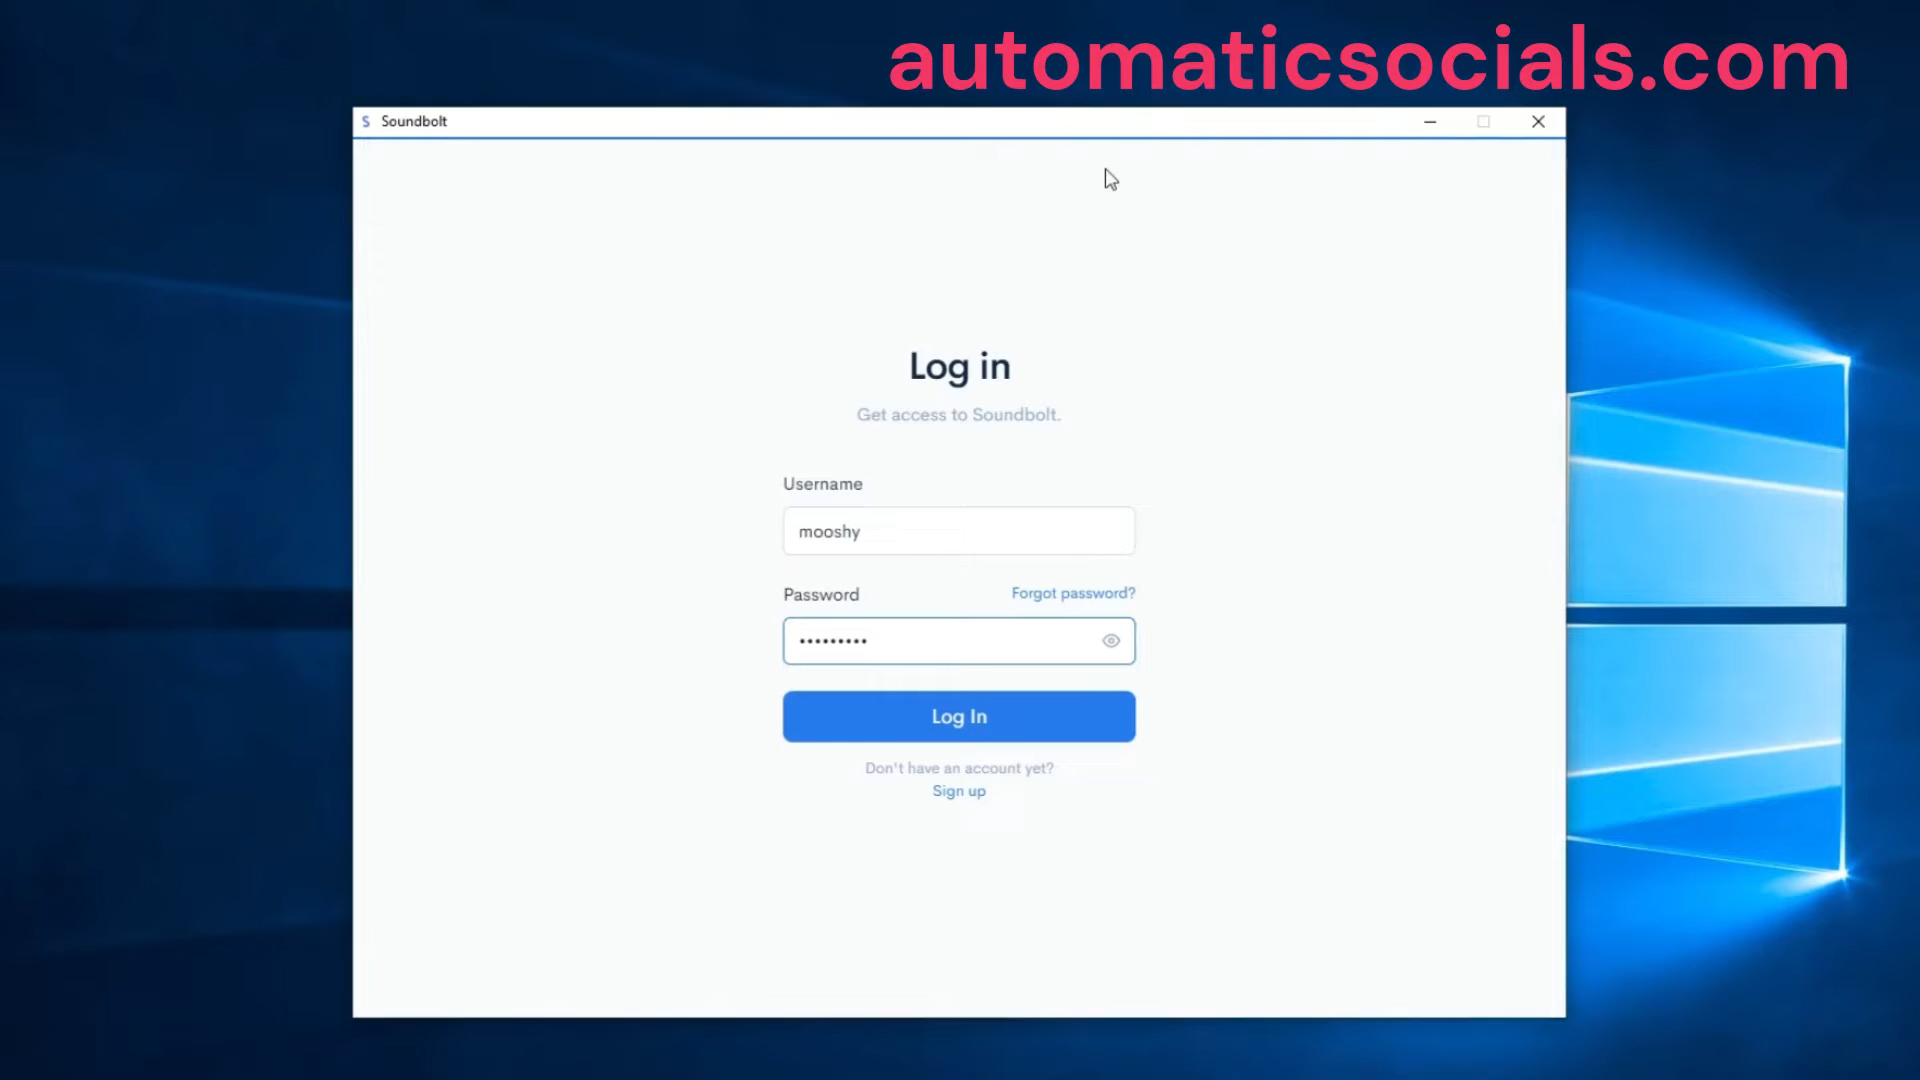 automaticsocials.com
S Soundbolt
Log in
Get access to Soundbolt.
Username
mooshy
Password
Forgot password?
•••••••••
Log In
Don't have an account yet?
Sign up